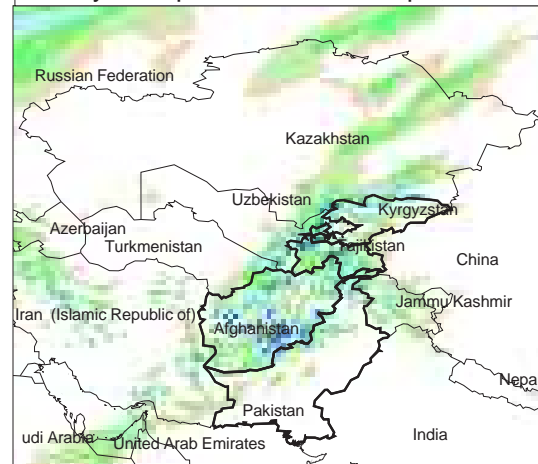 Russian Federation
Kazakhstan
Uzbekistan
Kyrgyzstan
Azerbaijan
Turkmenistan
Tajikistan
China
Jammu Kashmir
Iran (Islamic Republic of)
Afghanistan
Nepa
Pakistan
udi Arabia
United Arab Emirates
India